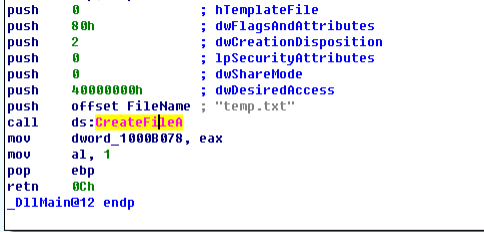 push 0 ; hTemplateFile
push 80h ; dwFlagsAndAttributes
push 2 ; dwCreationDisposition
push 0 ; lpSecurityAttributes
push 0 ; dwShareMode
push 40000000h ; dwDesiredAccess
push offset FileName ; "temp.txt"
call ds:CreateFileA
mov dword_1000B078, eax
mov al, 1
pop ebp
retn 0Ch
_DllMain@12 endp